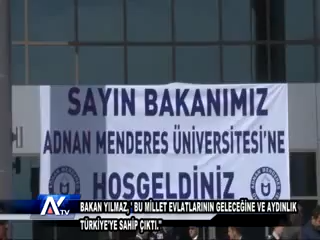 SAYIN BAKANIMIZ
ADNAN MENDERES ÜNİVERSİTESİ'NE
HOŞGELDİNİZ
AY TV
BAKAN YILMAZ, " BU MİLLET EVLATLARININ GELECEĞİNE VE AYDINLIK
TÜRKİYE'YE SAHİP ÇIKTI."